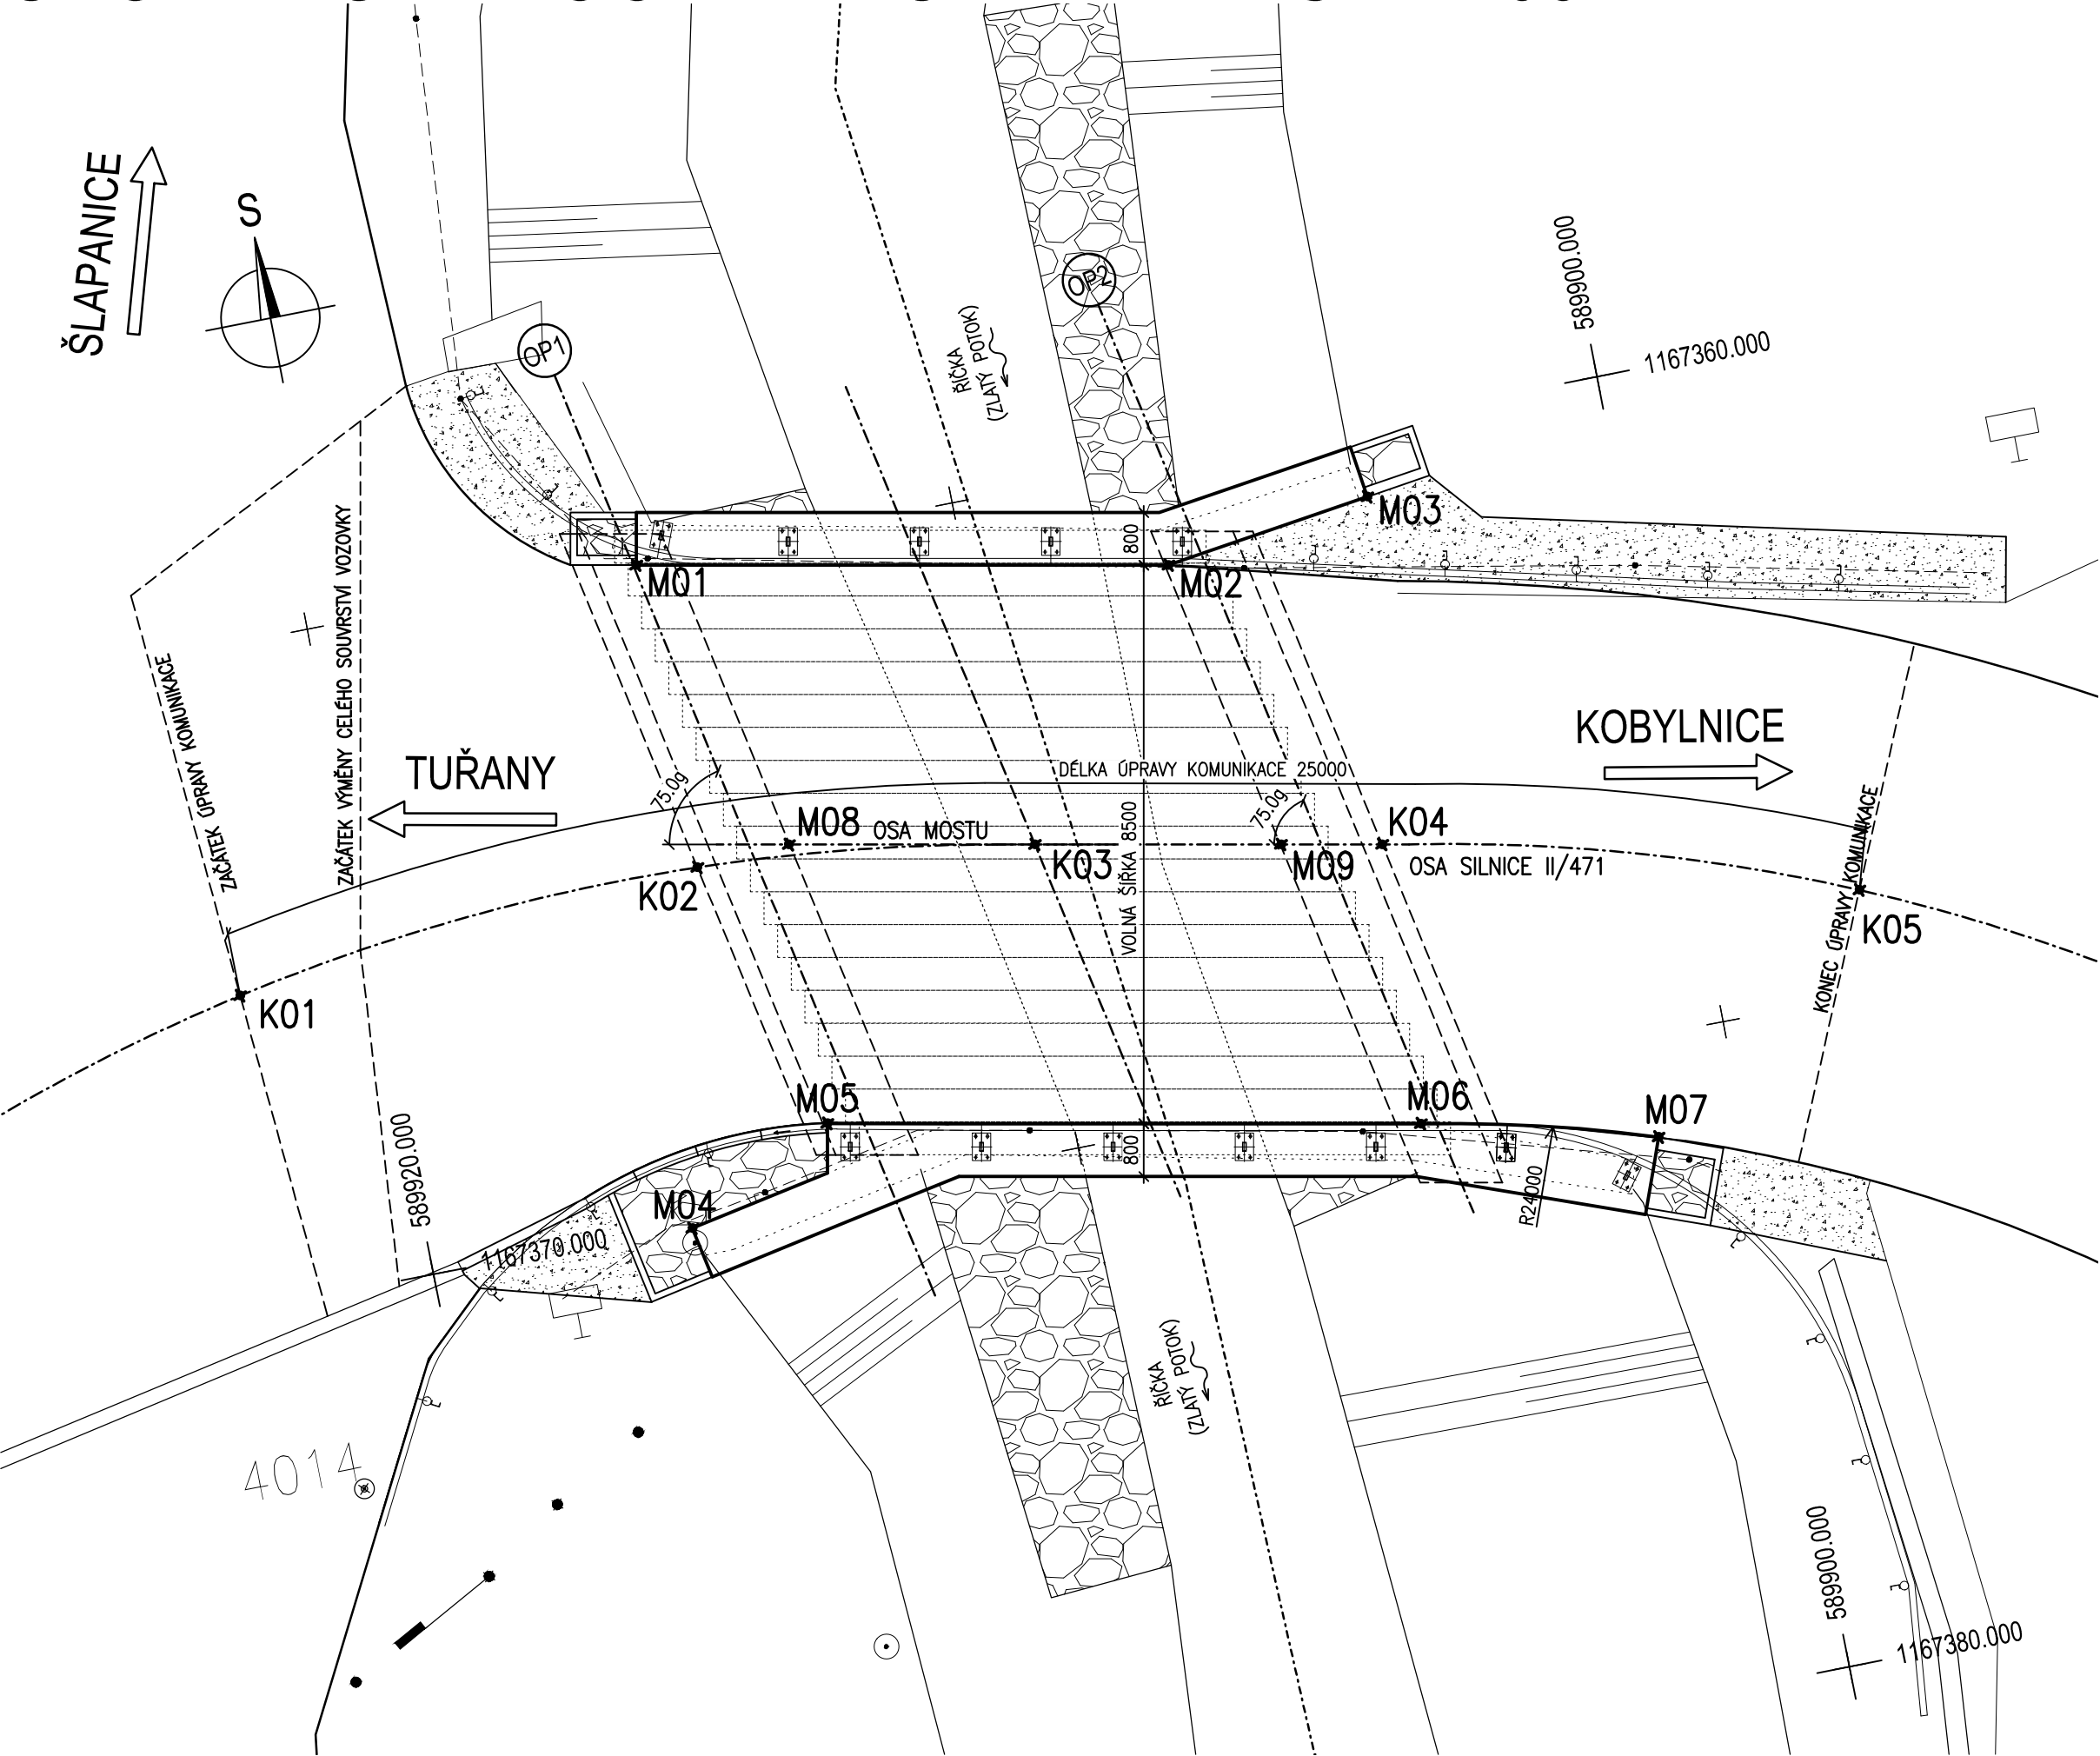 ŠLAPANICE
S
OP1
OP2
ŘÍČKA
(ZLATÝ POTOK)
589900.000
1167360.000
M03
800
M01
M02
ZAČÁTEK ÚPRAVY KOMUNIKACE
ZAČÁTEK VÝMĚNY CELÉHO SOUVRSTVÍ VOZOVKY
TUŘANY
KOBYLNICE
DÉLKA ÚPRAVY KOMUNIKACE 25000
75.0g
75.0g
M08
OSA MOSTU
K03
VOLNÁ ŠÍŘKA 8500
M09
K04
OSA SILNICE II/471
K02
K01
K05
KONEC ÚPRAVY KOMUNIKACE
M05
M06
M07
800
M04
589920.000
1167370.000
R24000
ŘÍČKA
(ZLATÝ POTOK)
4014
589900.000
1167380.000